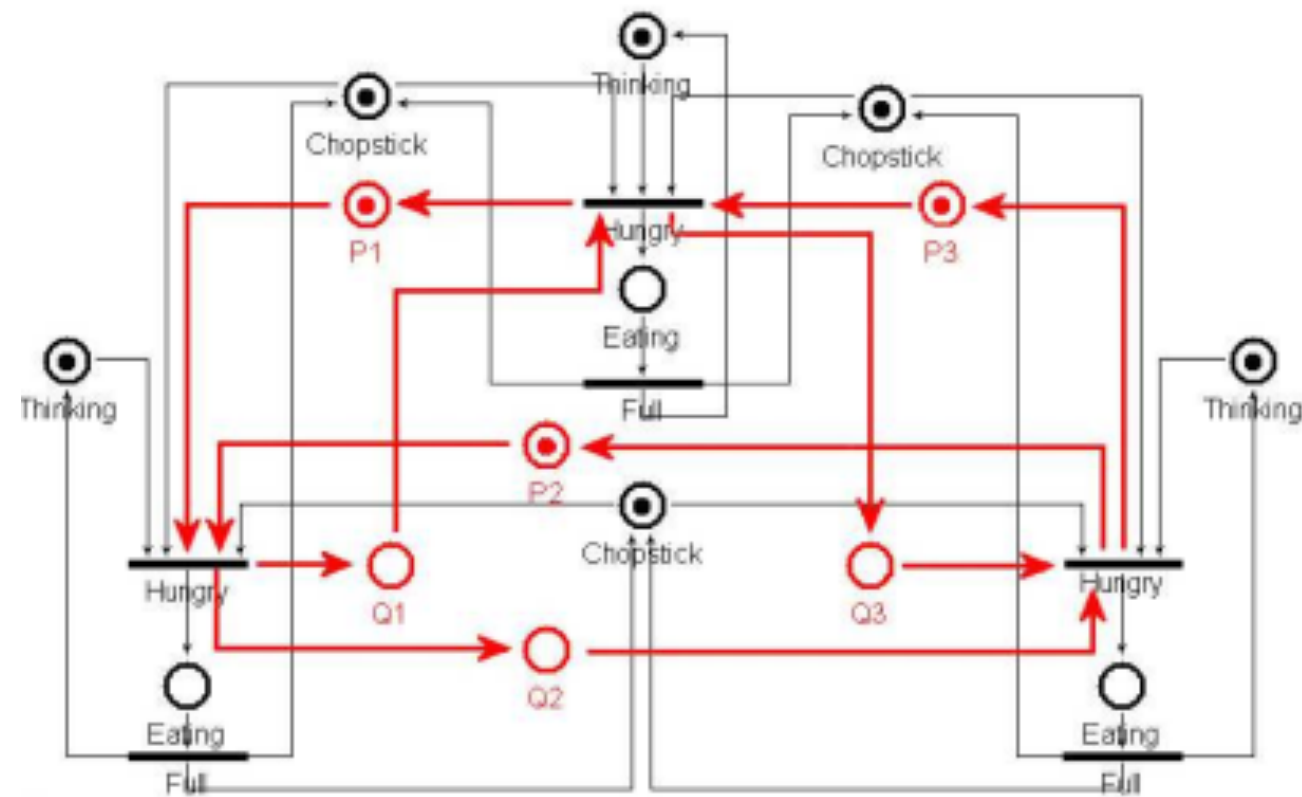 Thinking
Chopstick
Chopstick
P1
Hungry
P3
Eating
Thinking
Full
Thinking
P2
Chopstick
Hungry
Q1
Q3
Hungry
Q2
Eating
Eating
Full
Full